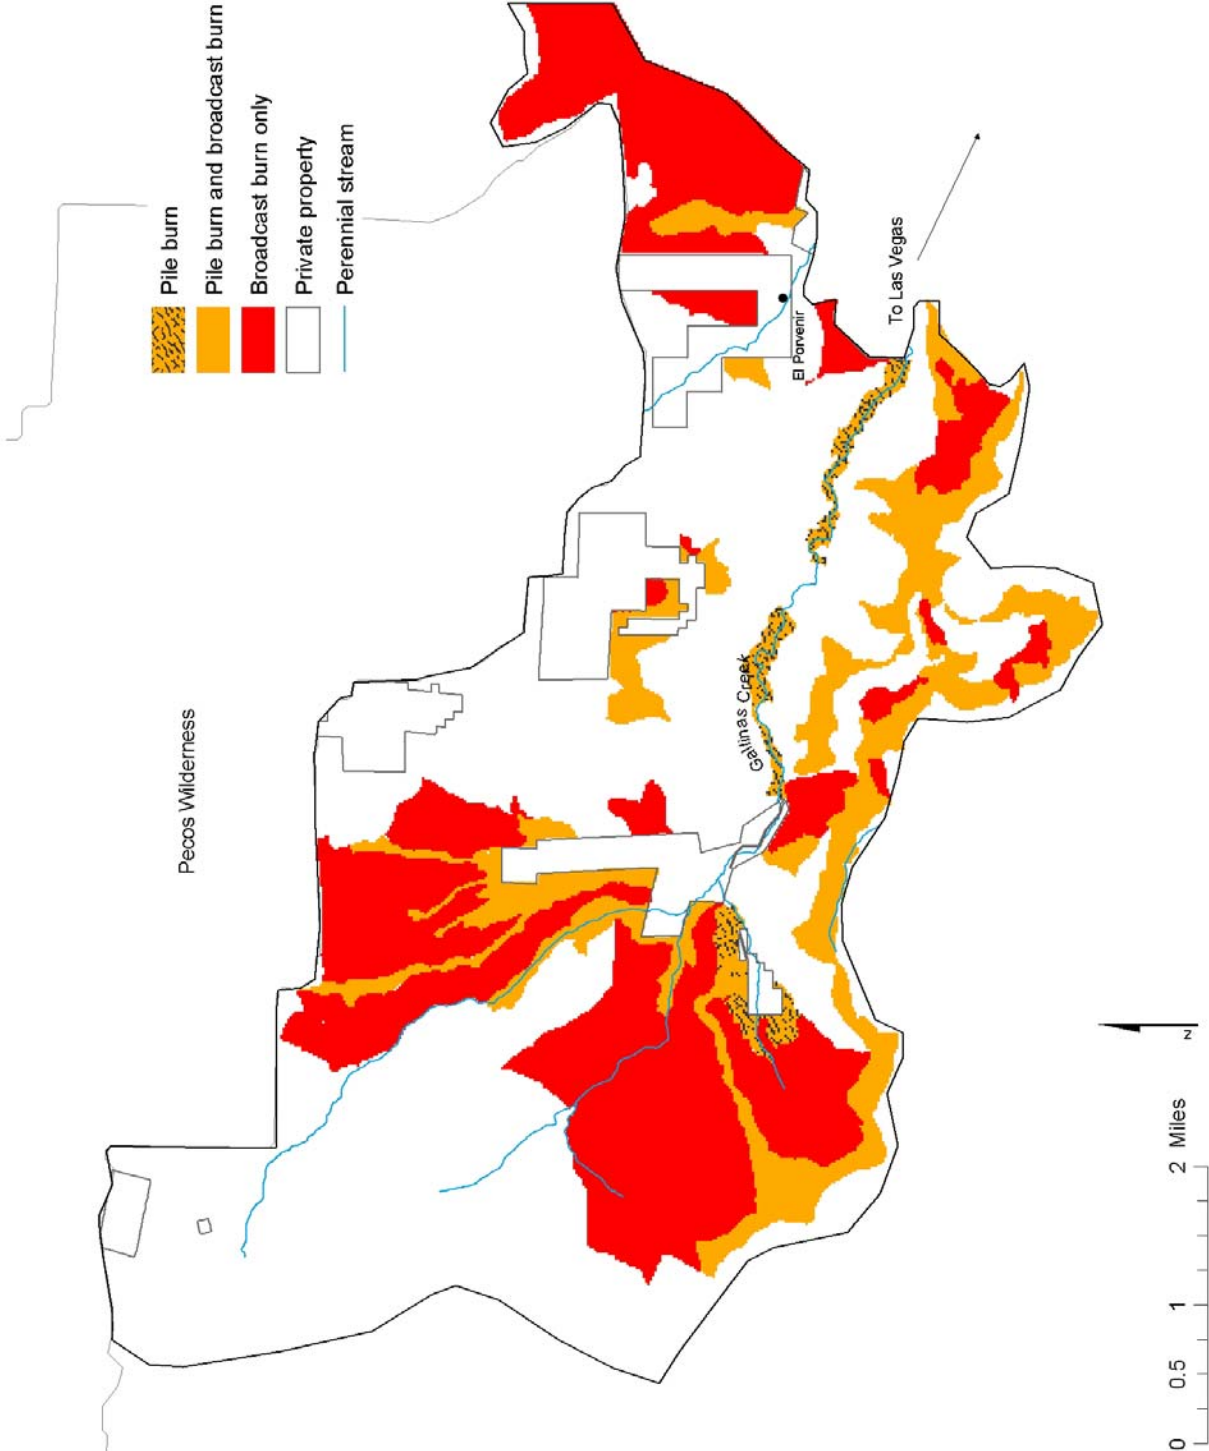 Pile burn
Pile burn and broadcast burn
Broadcast burn only
Private property
Perennial stream
Pecos Wilderness
Gallinas Creek
El Porvenir
To Las Vegas
N
0 0.5 1 2 Miles